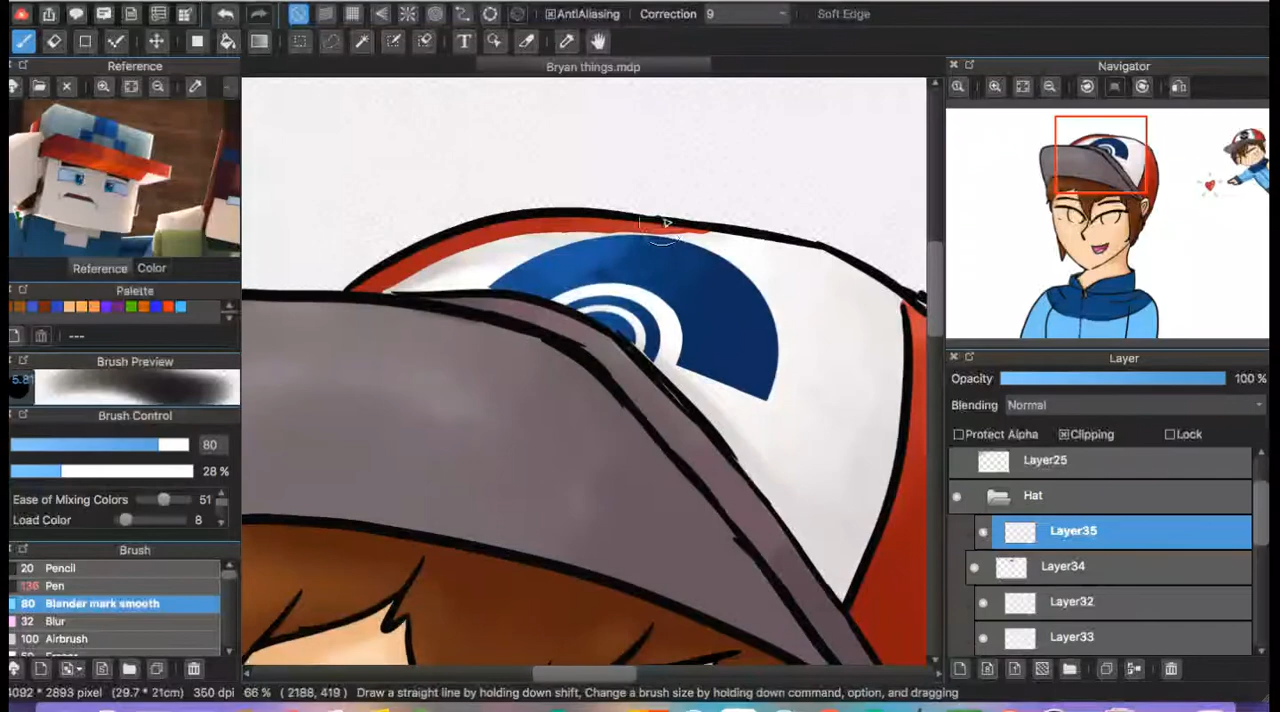 AntiAliasing Correction 9 Soft Edge
T
Reference Bryan things.mdp Navigator
Reference Color
Palette
---
Brush Preview
5.81
Brush Control
80
28 %
Ease of Mixing Colors 51
Load Color 8
Brush
20 Pencil
136 Pen
80 Blander mark smooth
32 Blur
100 Airbrush
Layer
Opacity 100 %
Blending Normal
Protect Alpha Clipping Lock
Layer25
Hat
Layer35
Layer34
Layer32
Layer33
4092 * 2893 pixel (29.7 * 21cm) 350 dpi 66 % ( 2188, 419 ) Draw a straight line by holding down shift, Change a brush size by holding down command, option, and dragging